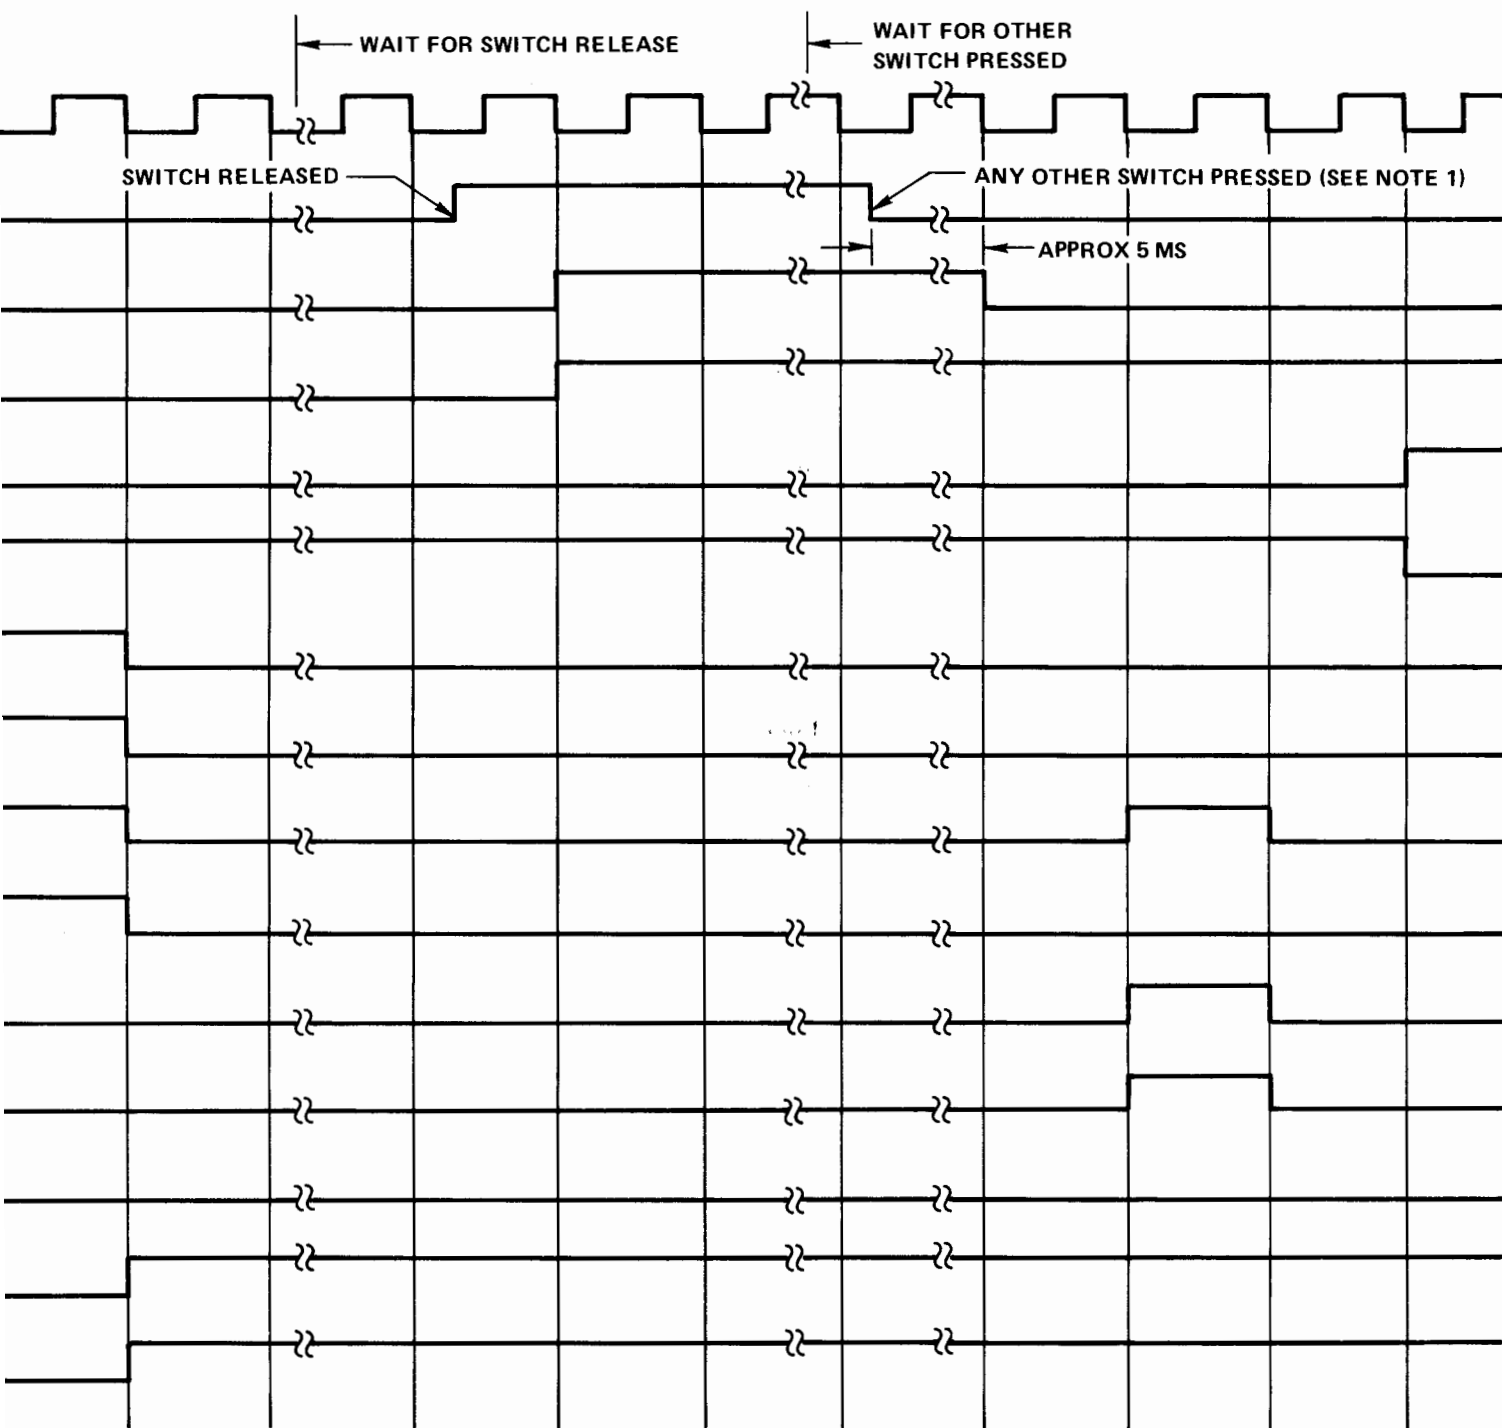 WAIT FOR SWITCH RELEASE
WAIT FOR OTHER
SWITCH PRESSED
SWITCH RELEASED
ANY OTHER SWITCH PRESSED (SEE NOTE 1)
APPROX 5 MS